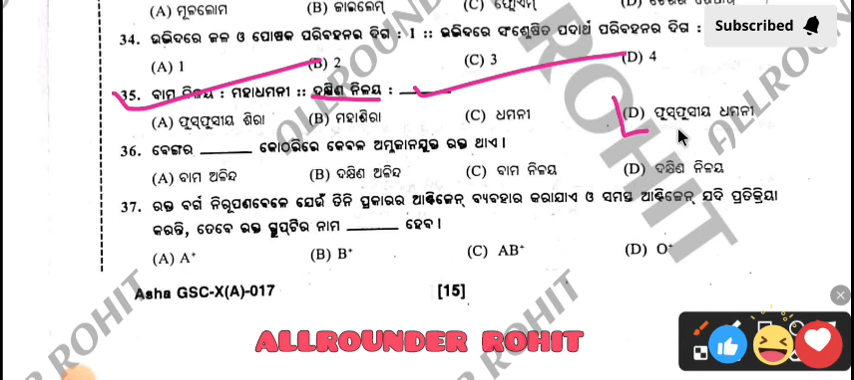 (A) ମୂଳଲୋମ (B) ଜାଇଲେମ୍ (C) ଫ୍ଲୋଏମ୍ (D)
Subscribed
34. ଉଦ୍ଭିଦରେ ଜଳ ଓ ପୋଷକ ପରିବହନର ଦିଗ : 1 :: ଉଦ୍ଭିଦରେ ସଂଶ୍ଳେଷିତ ପଦାର୍ଥ ପରିବହନର ଦିଗ :
(A) 1 (B) 2 (C) 3 (D) 4
35. ବାମ ନିଳୟ : ମହାଧମନୀ :: ଦକ୍ଷିଣ ନିଳୟ : ______
(A) ଫୁସ୍‌ଫୁସୀୟ ଶିରା (B) ମହାଶିରା (C) ଧମନୀ (D) ଫୁସ୍‌ଫୁସୀୟ ଧମନୀ
36. ବେଙ୍ଗର ______ କୋଠରିରେ କେବଳ ଅମ୍ଳଜାନଯୁକ୍ତ ରକ୍ତ ଥାଏ ।
(A) ବାମ ଅଳିନ୍ଦ (B) ଦକ୍ଷିଣ ଅଳିନ୍ଦ (C) ବାମ ନିଳୟ (D) ଦକ୍ଷିଣ ନିଳୟ
37. ରକ୍ତ ବର୍ଗ ନିରୂପଣବେଳେ ଯେଉଁ ତିନି ପ୍ରକାରର ଆଣ୍ଟିଜେନ୍ ବ୍ୟବହାର କରାଯାଏ ଓ ସମସ୍ତ ଆଣ୍ଟିଜେନ୍ ଯଦି ପ୍ରତିକ୍ରିୟା
କରନ୍ତି, ତେବେ ରକ୍ତ ଗ୍ରୁପ୍‌ଟିର ନାମ ______ ହେବ ।
(A) A⁺ (B) B⁺ (C) AB⁺ (D) O⁺
Asha GSC-X(A)-017 [15]
ALLROUNDER ROHIT